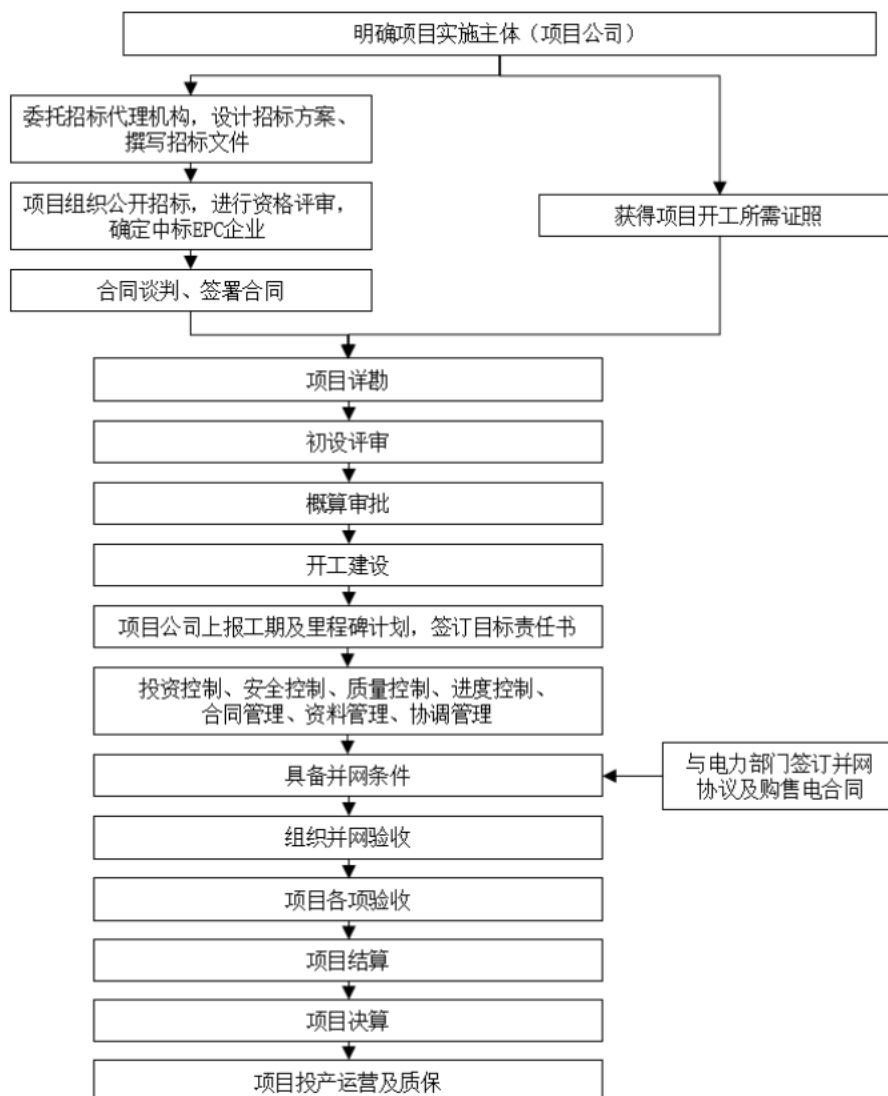 明确项目实施主体（项目公司）
委托招标代理机构，设计招标方案、
撰写招标文件
项目组织公开招标，进行资格评审，
确定中标EPC企业
获得项目开工所需证照
合同谈判、签署合同
项目详勘
初设评审
概算审批
开工建设
项目公司上报工期及里程碑计划，签订目标责任书
投资控制、安全控制、质量控制、进度控制、
合同管理、资料管理、协调管理
具备并网条件
与电力部门签订并网
协议及购售电合同
组织并网验收
项目各项验收
项目结算
项目决算
项目投产运营及质保